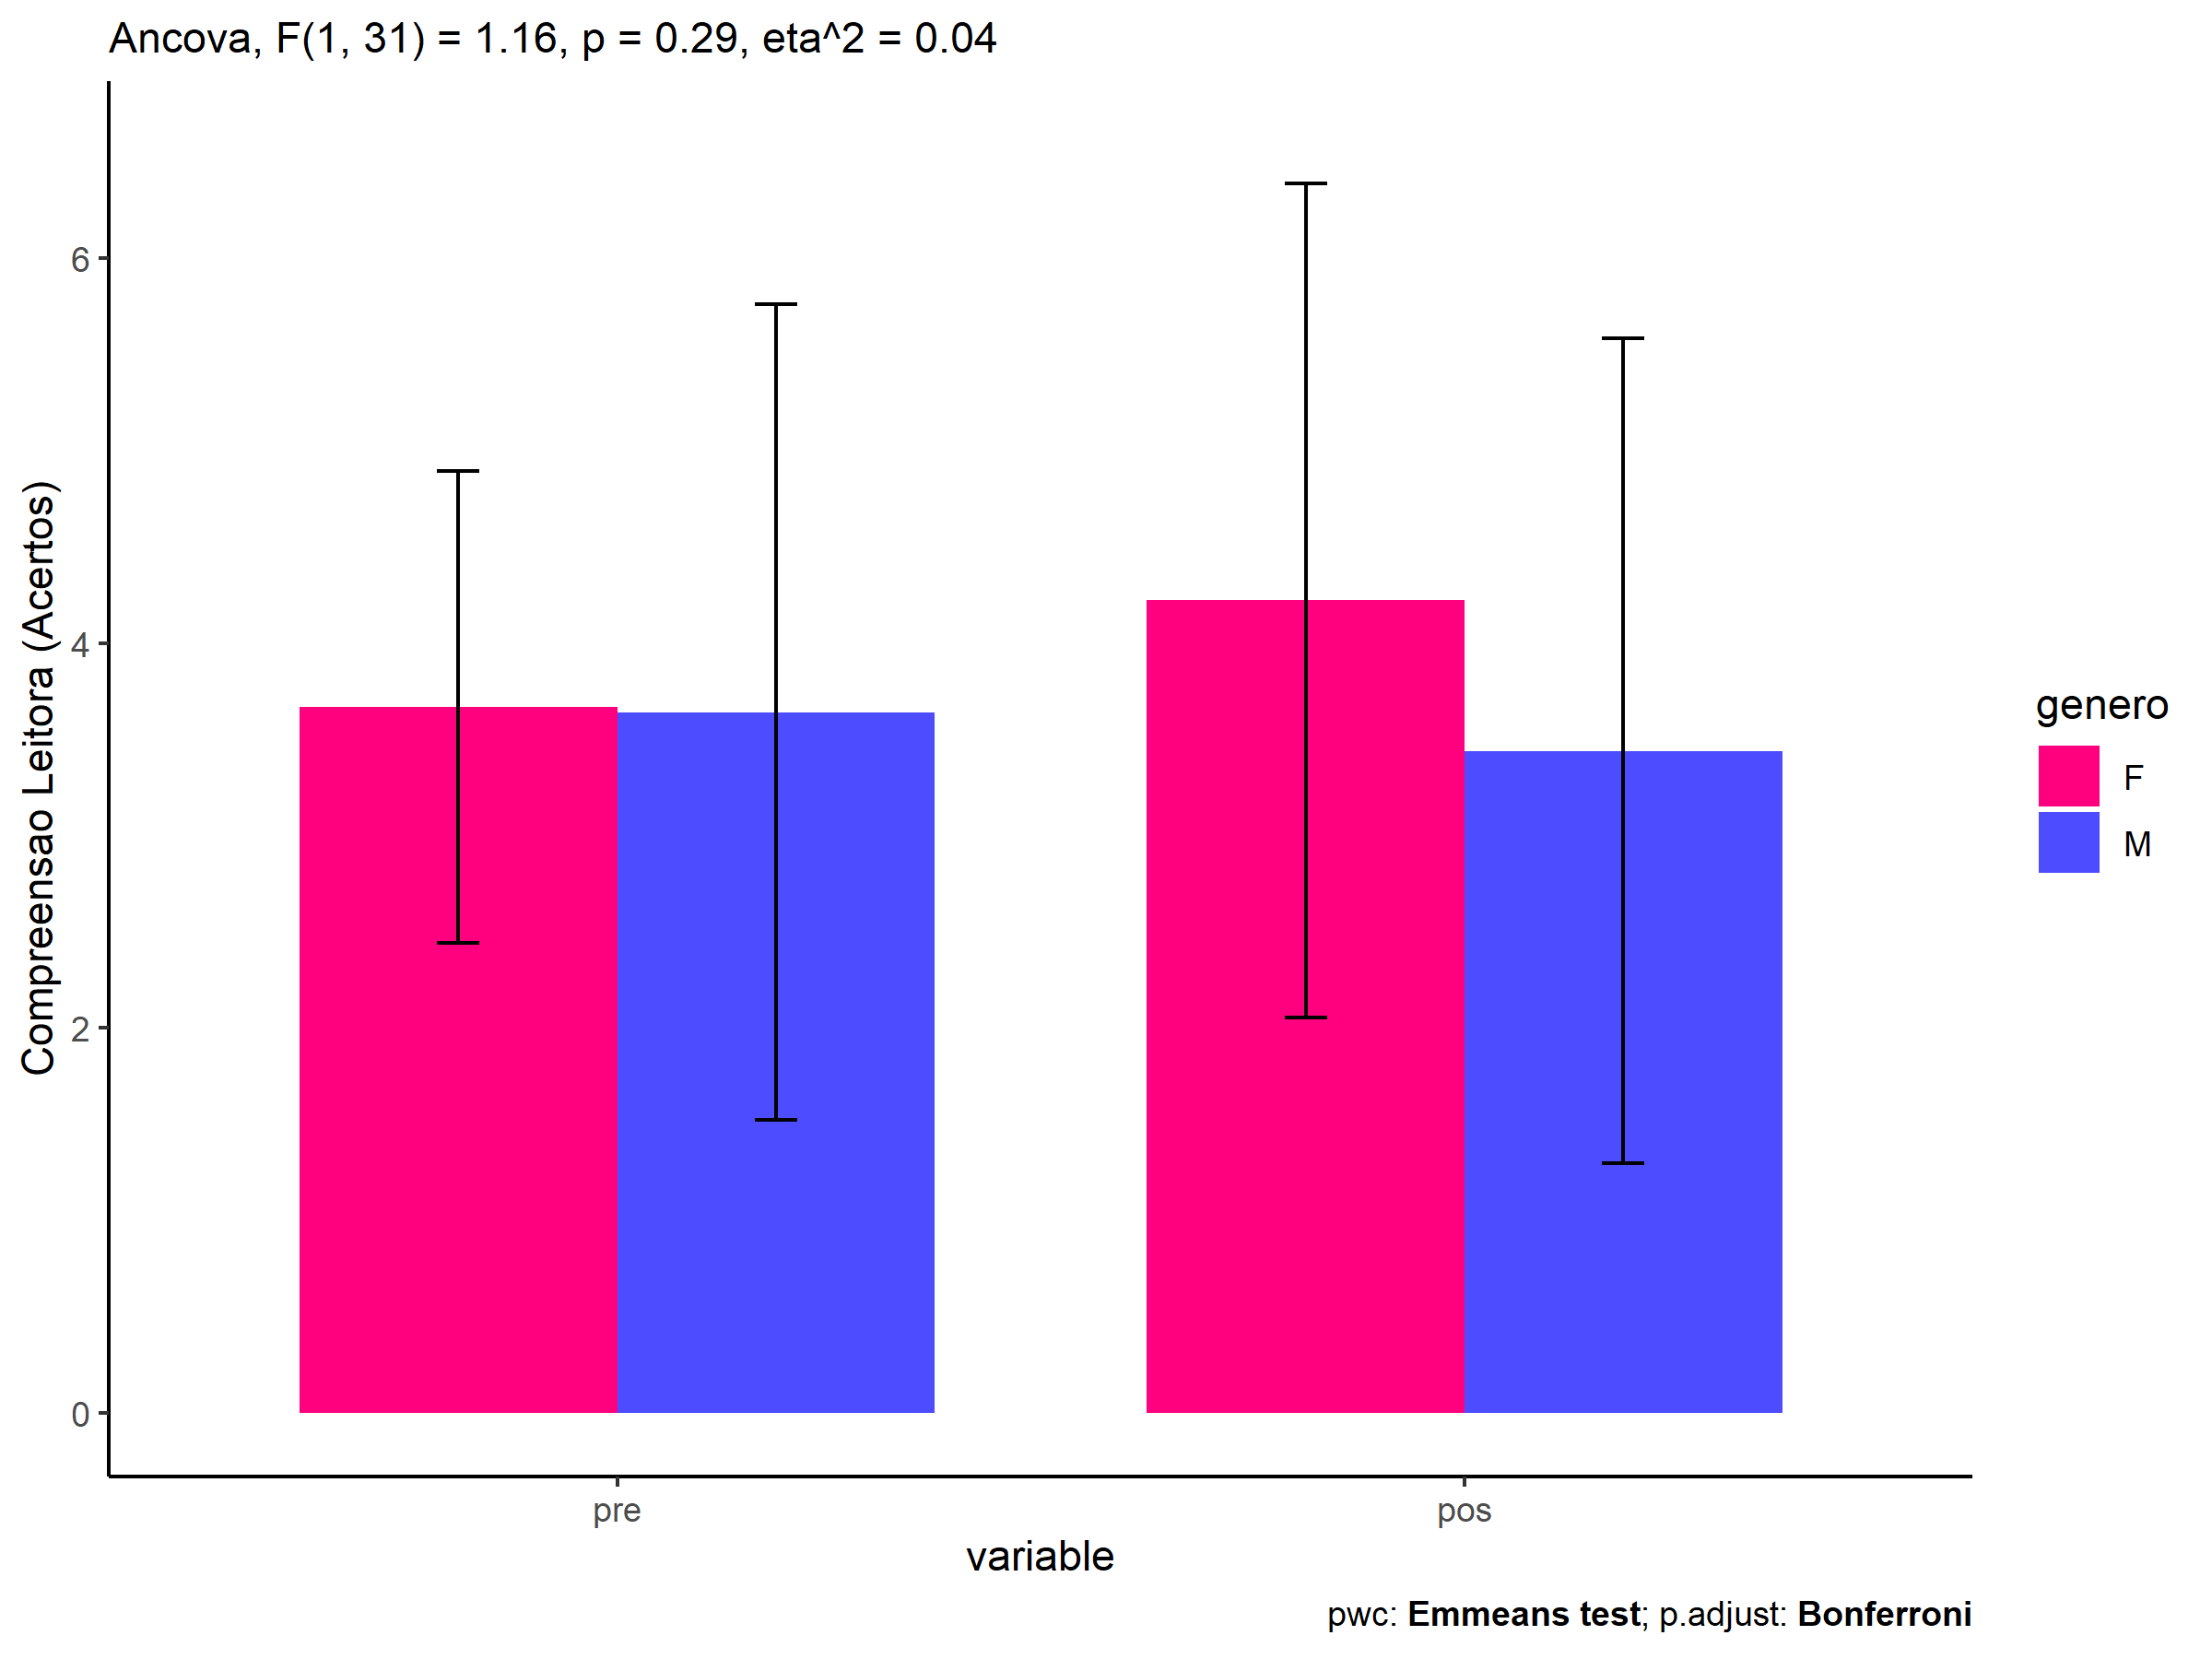 Ancova, F(1, 31) = 1.16, p = 0.29, eta^2 = 0.04
Compreensao Leitora (Acertos)
6
4
2
0
pre
pos
variable
genero
F
M
pwc: Emmeans test; p.adjust: Bonferroni